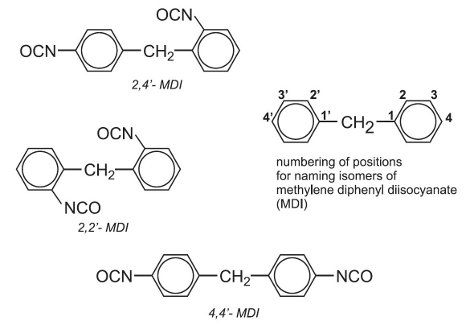 OCN
OCN
CH2
2,4'- MDI
3' 2' 2 3
4' 1' CH2 1 4
numbering of positions
for naming isomers of
methylene diphenyl diisocyanate
(MDI)
OCN
CH2
NCO
2,2'- MDI
OCN CH2 NCO
4,4'- MDI